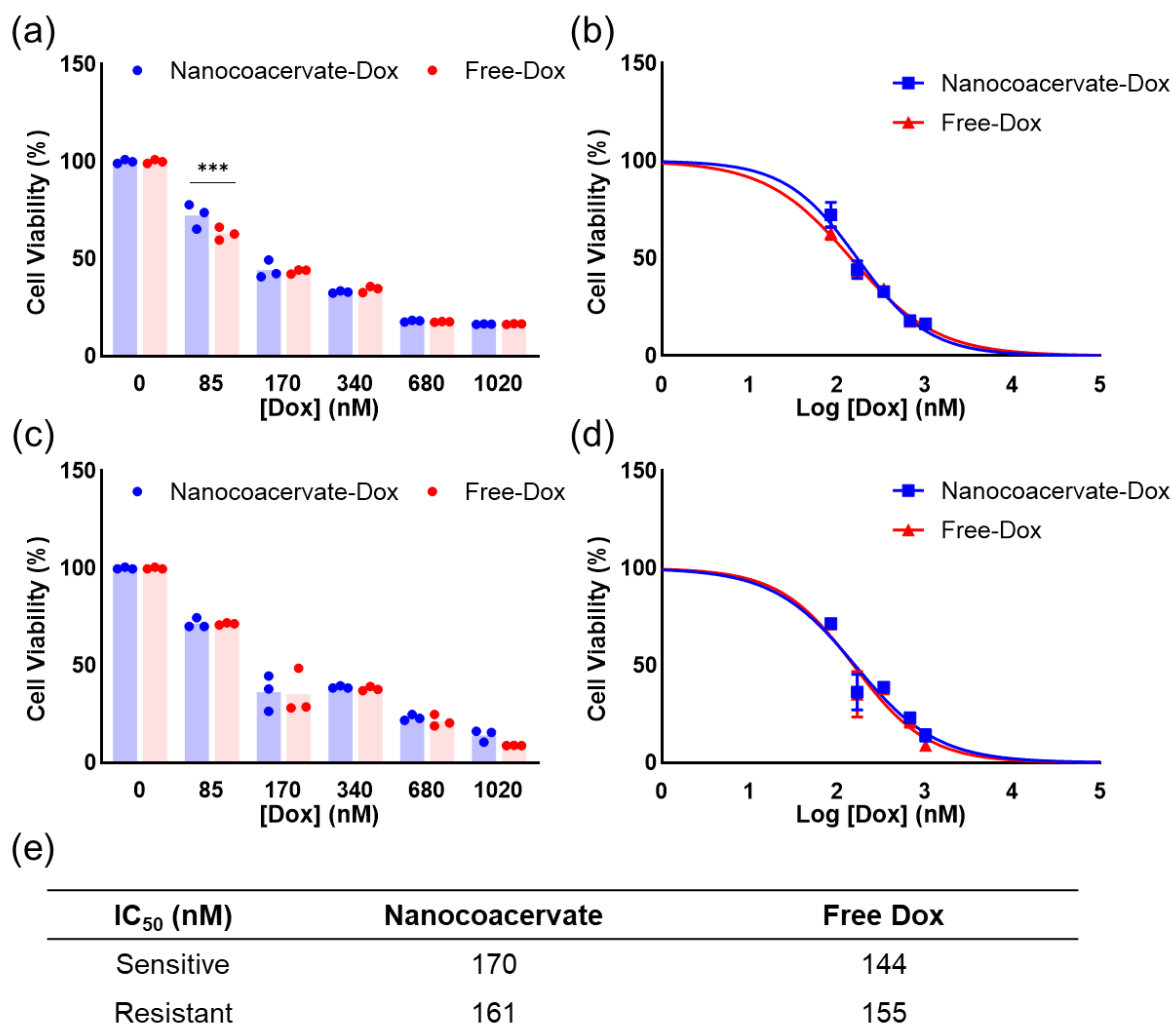 (a)
150
100
50
0
Cell Viability (%)
Nanocoacervate-Dox
Free-Dox
***
0 85 170 340 680 1020
[Dox] (nM)
(b)
150
100
50
0
Cell Viability (%)
Nanocoacervate-Dox
Free-Dox
0 1 2 3 4 5
Log [Dox] (nM)
(c)
150
100
50
0
Cell Viability (%)
Nanocoacervate-Dox
Free-Dox
0 85 170 340 680 1020
[Dox] (nM)
(d)
150
100
50
0
Cell Viability (%)
Nanocoacervate-Dox
Free-Dox
0 1 2 3 4 5
Log [Dox] (nM)
(e)
IC₅₀ (nM) Nanocoacervate Free Dox
Sensitive 170 144
Resistant 161 155